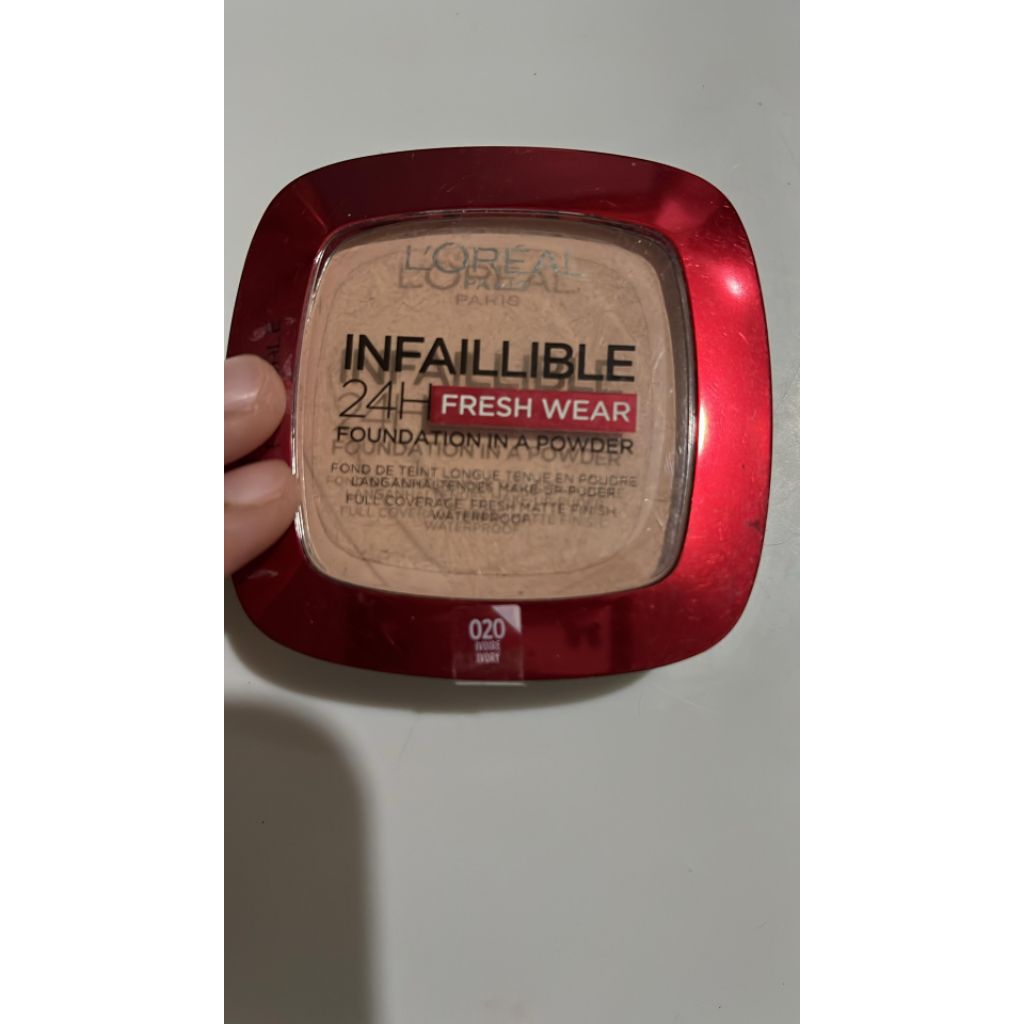 L'ORÉAL
PARIS
INFAILLIBLE
24H FRESH WEAR
FOUNDATION IN A POWDER
FOND DE TEINT LONGUE TENUE EN POUDRE
LANGANHALTENDES MAKE-UP-PUDER
FULL COVERAGE, FRESH MATTE FINISH,
WATERPROOF
020
IVOIRE
IVORY